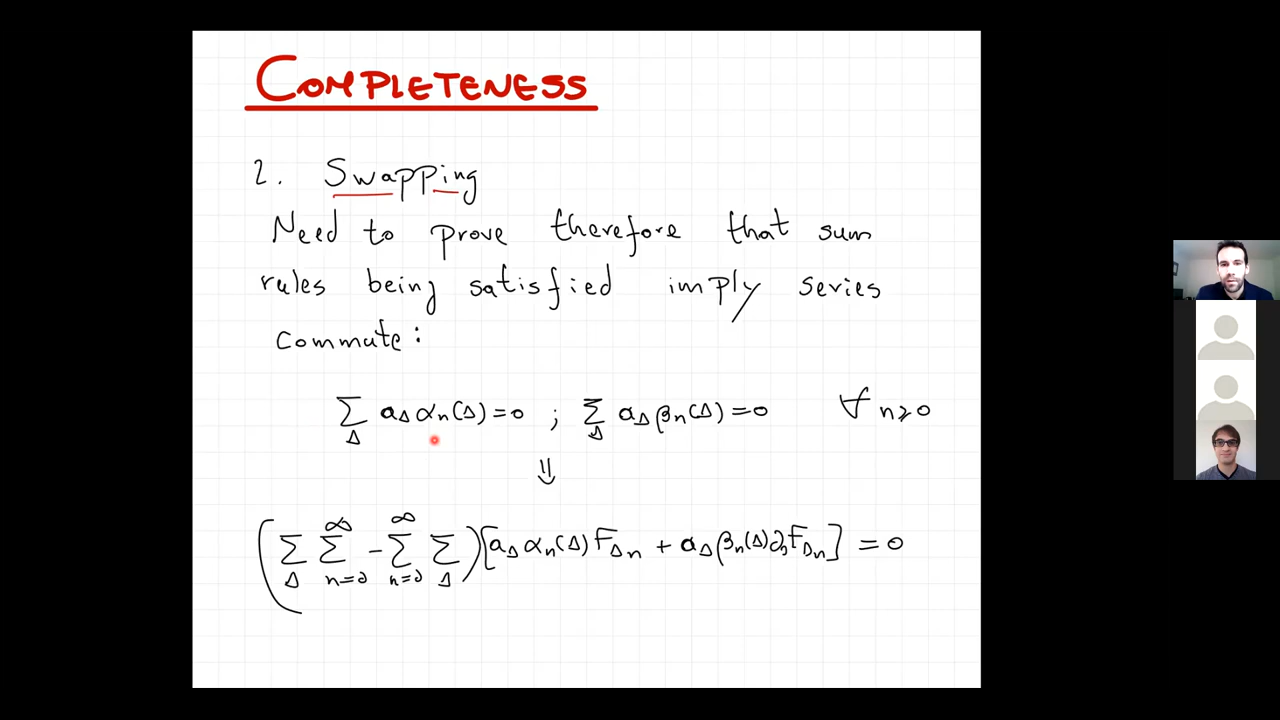 COMPLETENESS
2. Swapping
Need to prove therefore that sum
rules being satisfied imply series
commute:
∑_Δ a_Δ α_n(Δ) = 0 ; ∑_Δ a_Δ β_n(Δ) = 0 ∀ n≥0
⇓
(∑_Δ ∑_{n=0}^∞ - ∑_{n=0}^∞ ∑_Δ) [a_Δ α_n(Δ) F_{Δn} + a_Δ β_n(Δ) ∂_n F_{Δn}] = 0